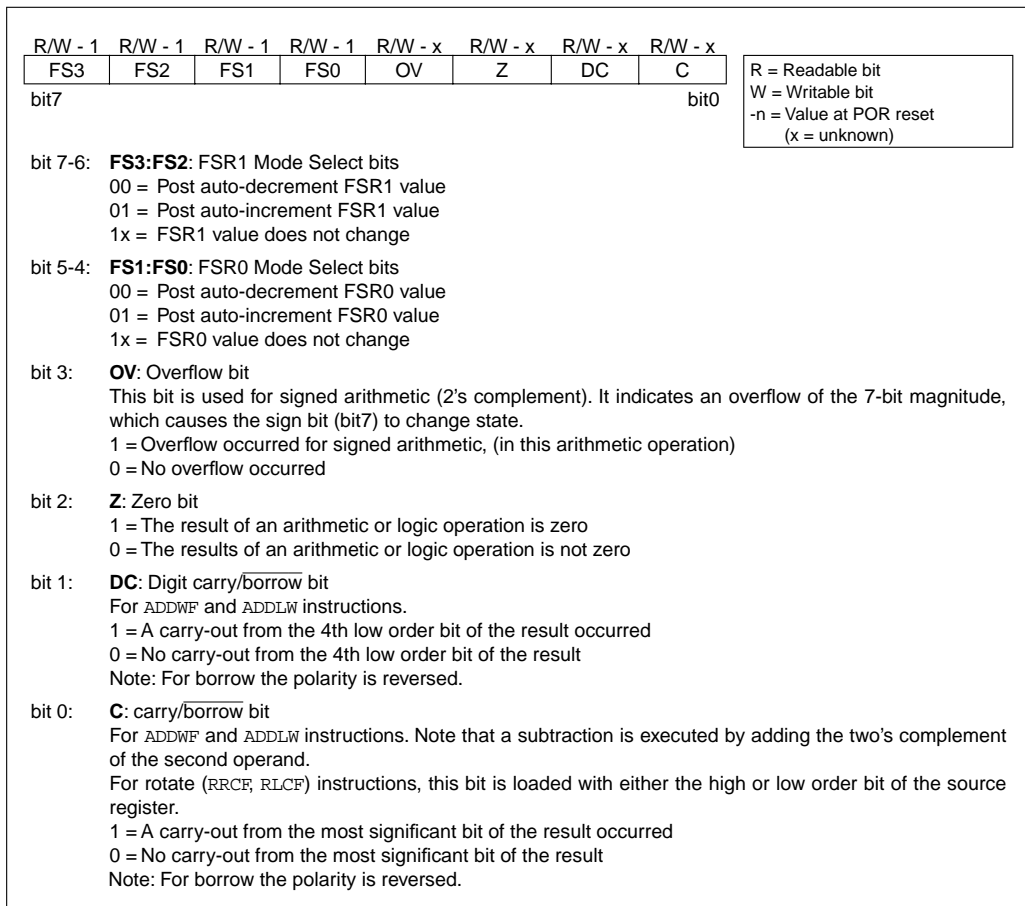 R/W - 1 R/W - 1 R/W - 1 R/W - 1 R/W - x R/W - x R/W - x R/W - x
FS3 FS2 FS1 FS0 OV Z DC C
bit7 bit0
R = Readable bit
W = Writable bit
-n = Value at POR reset
(x = unknown)
bit 7-6: FS3:FS2: FSR1 Mode Select bits
00 = Post auto-decrement FSR1 value
01 = Post auto-increment FSR1 value
1x = FSR1 value does not change
bit 5-4: FS1:FS0: FSR0 Mode Select bits
00 = Post auto-decrement FSR0 value
01 = Post auto-increment FSR0 value
1x = FSR0 value does not change
bit 3: OV: Overflow bit
This bit is used for signed arithmetic (2's complement). It indicates an overflow of the 7-bit magnitude,
which causes the sign bit (bit7) to change state.
1 = Overflow occurred for signed arithmetic, (in this arithmetic operation)
0 = No overflow occurred
bit 2: Z: Zero bit
1 = The result of an arithmetic or logic operation is zero
0 = The results of an arithmetic or logic operation is not zero
bit 1: DC: Digit carry/borrow bit
For ADDWF and ADDLW instructions.
1 = A carry-out from the 4th low order bit of the result occurred
0 = No carry-out from the 4th low order bit of the result
Note: For borrow the polarity is reversed.
bit 0: C: carry/borrow bit
For ADDWF and ADDLW instructions. Note that a subtraction is executed by adding the two's complement
of the second operand.
For rotate (RRCF, RLCF) instructions, this bit is loaded with either the high or low order bit of the source
register.
1 = A carry-out from the most significant bit of the result occurred
0 = No carry-out from the most significant bit of the result
Note: For borrow the polarity is reversed.